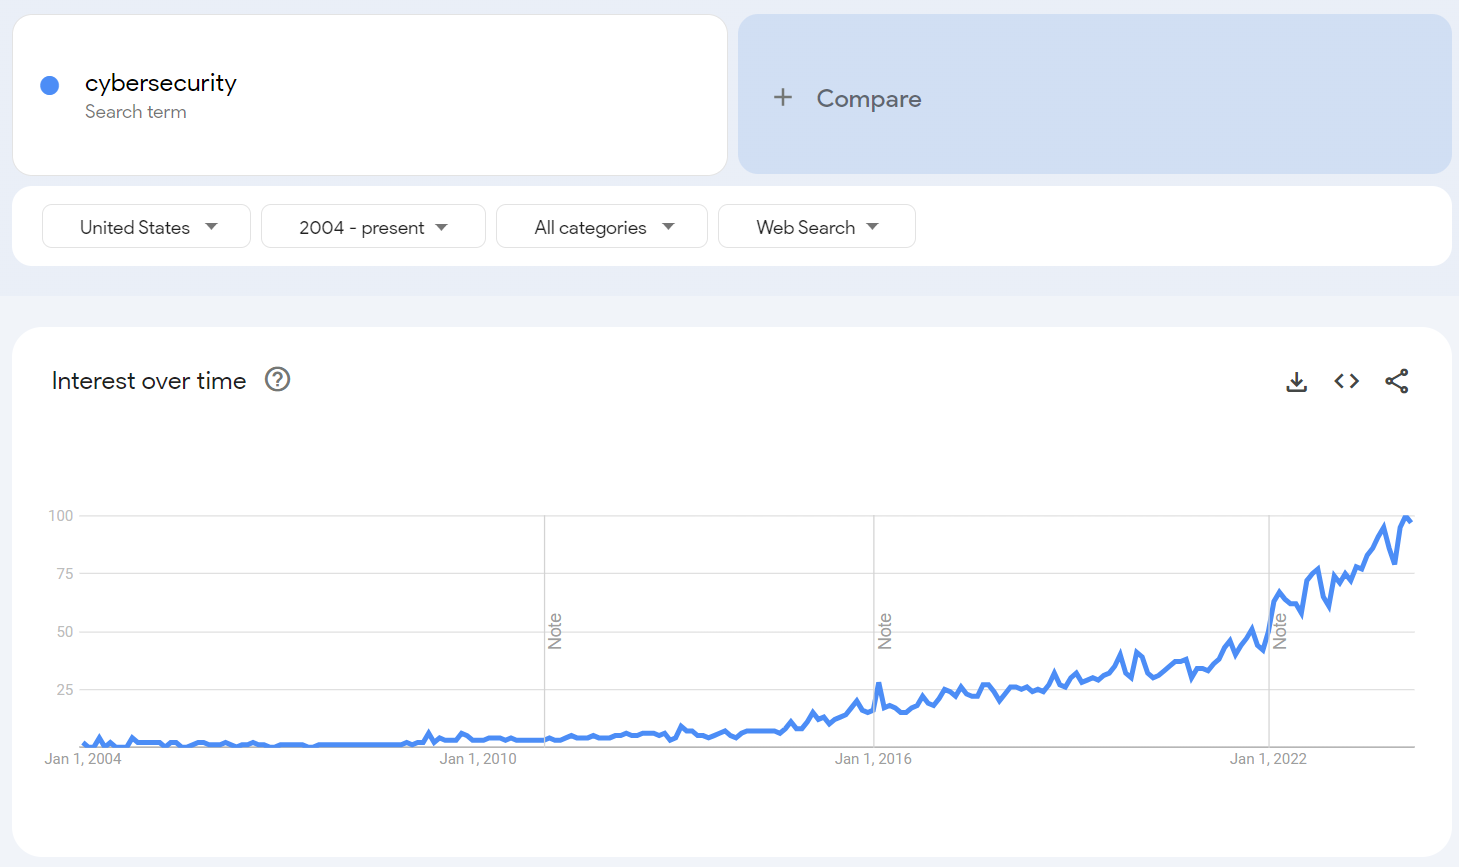 cybersecurity
Search term
+ Compare
United States
2004 - present
All categories
Web Search
Interest over time
100
75
50
25
Note
Note
Note
Jan 1, 2004
Jan 1, 2010
Jan 1, 2016
Jan 1, 2022